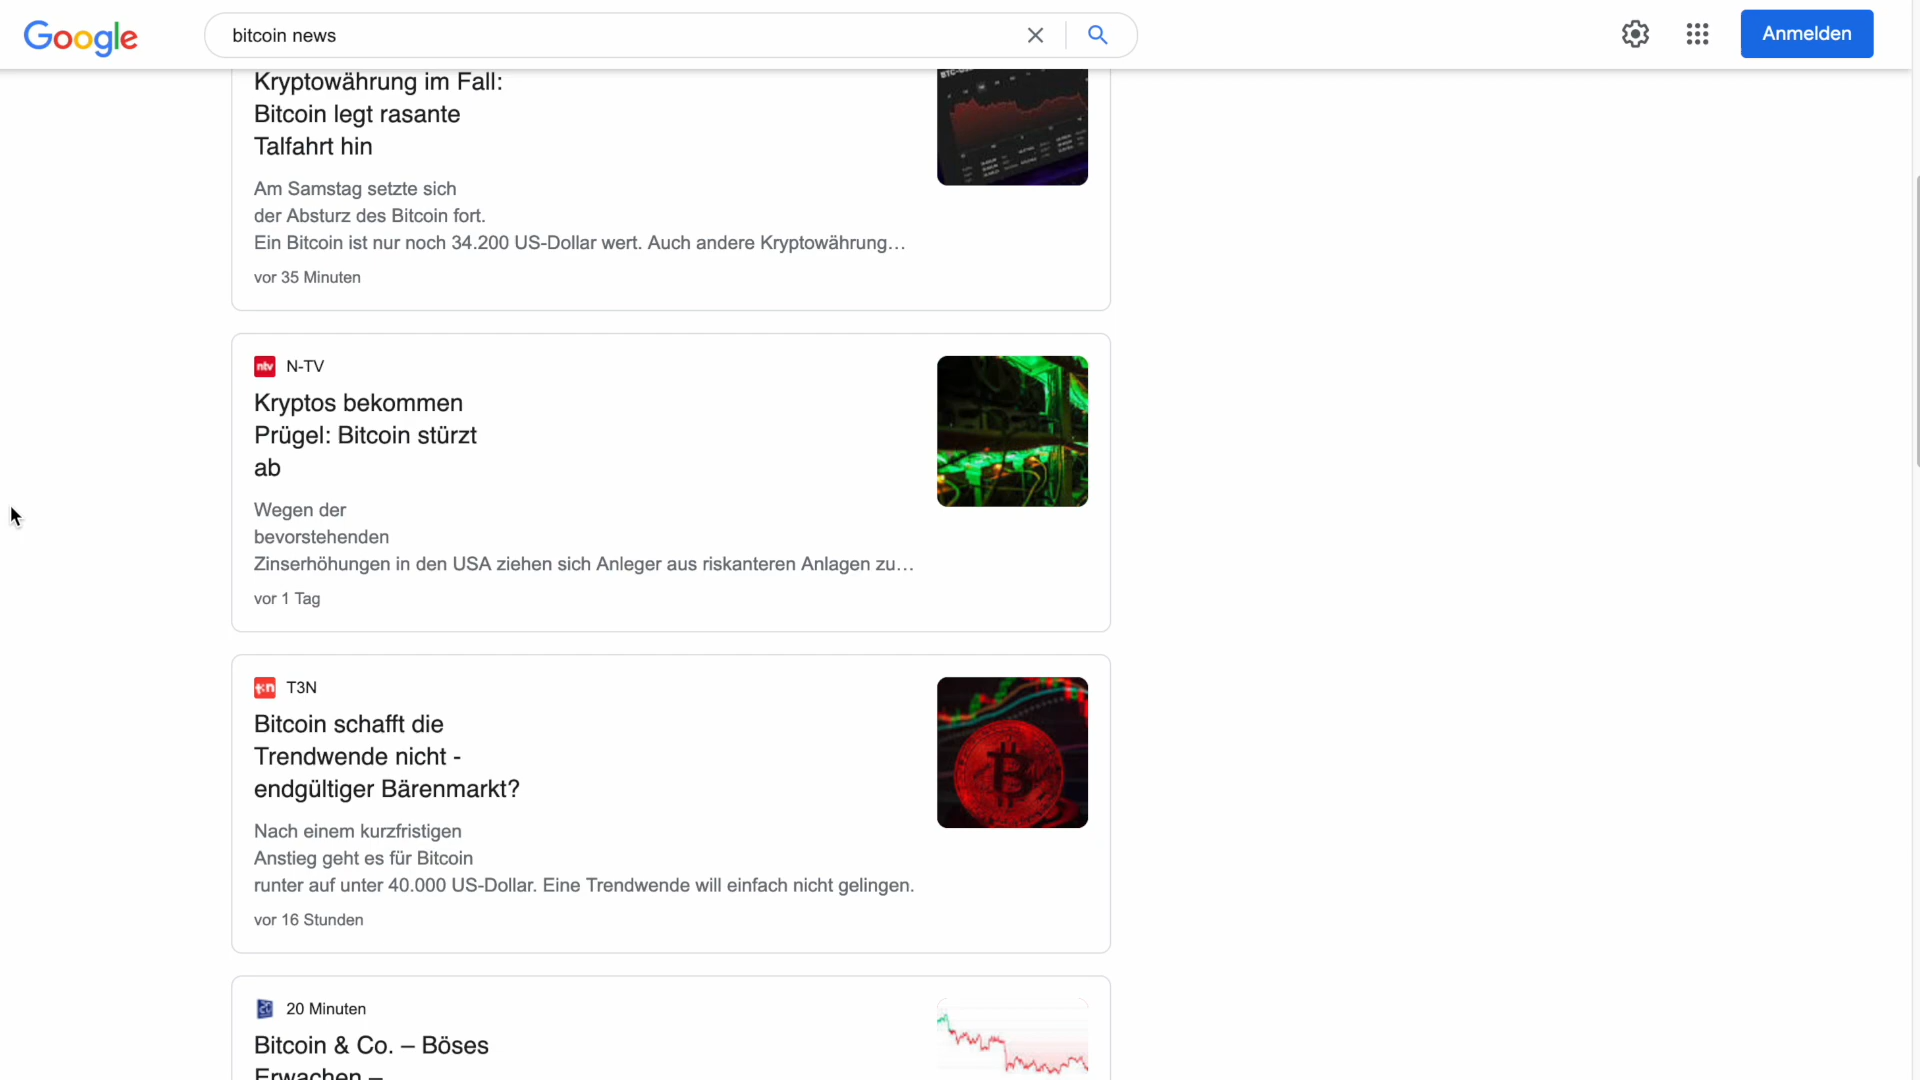 Google
bitcoin news
Anmelden
Kryptowährung im Fall:
Bitcoin legt rasante
Talfahrt hin
Am Samstag setzte sich
der Absturz des Bitcoin fort.
Ein Bitcoin ist nur noch 34.200 US-Dollar wert. Auch andere Kryptowährung...
vor 35 Minuten
ntv N-TV
Kryptos bekommen
Prügel: Bitcoin stürzt
ab
Wegen der
bevorstehenden
Zinserhöhungen in den USA ziehen sich Anleger aus riskanteren Anlagen zu...
vor 1 Tag
T3N
Bitcoin schafft die
Trendwende nicht -
endgültiger Bärenmarkt?
Nach einem kurzfristigen
Anstieg geht es für Bitcoin
runter auf unter 40.000 US-Dollar. Eine Trendwende will einfach nicht gelingen.
vor 16 Stunden
20 Minuten
Bitcoin & Co. – Böses
Erwachen –